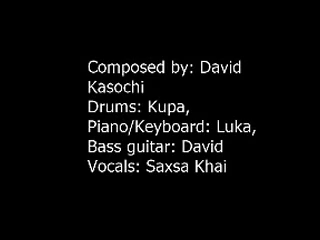 Composed by: David
Kasochi
Drums: Kupa,
Piano/Keyboard: Luka,
Bass guitar: David
Vocals: Saxsa Khai